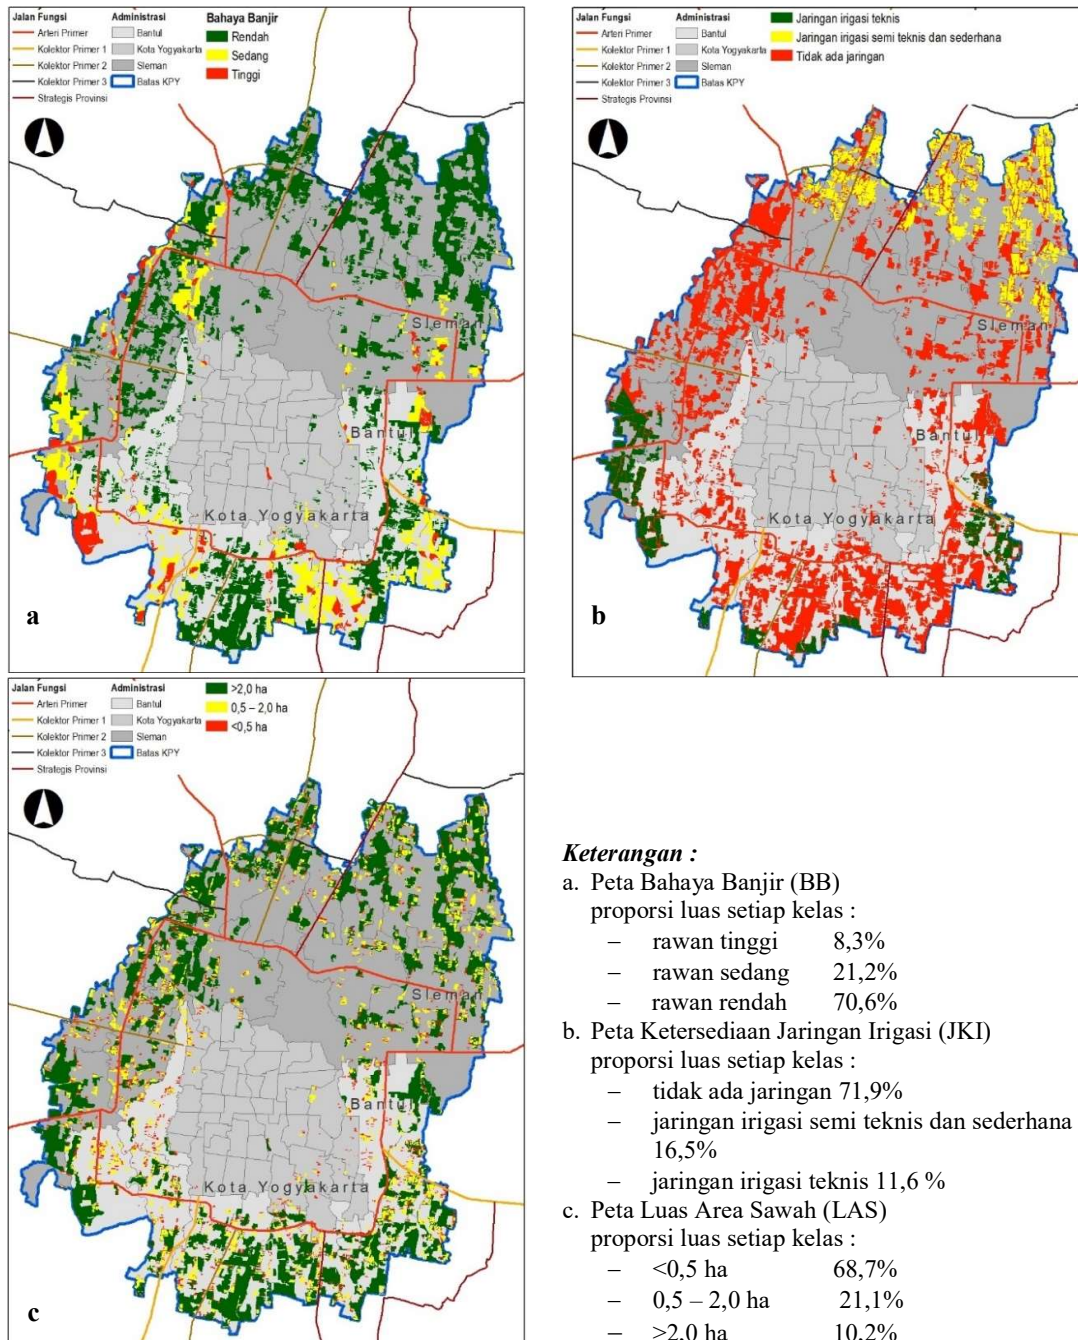 Jalan Fungsi
Arteri Primer
Kolektor Primer 1
Kolektor Primer 2
Kolektor Primer 3
Strategis Provinsi
Administrasi
Bantul
Kota Yogyakarta
Sleman
Batas KPY
Bahaya Banjir
Rendah
Sedang
Tinggi
Sleman
Bantul
Kota Yogyakarta
a
Jalan Fungsi
Arteri Primer
Kolektor Primer 1
Kolektor Primer 2
Kolektor Primer 3
Strategis Provinsi
Administrasi
Bantul
Kota Yogyakarta
Sleman
Batas KPY
Jaringan irigasi teknis
Jaringan irigasi semi teknis dan sederhana
Tidak ada jaringan
Sleman
Bantul
Kota Yogyakarta
b
Jalan Fungsi
Arteri Primer
Kolektor Primer 1
Kolektor Primer 2
Kolektor Primer 3
Strategis Provinsi
Administrasi
Bantul
Kota Yogyakarta
Sleman
Batas KPY
>2,0 ha
0,5 – 2,0 ha
<0,5 ha
Sleman
Bantul
Kota Yogyakarta
c
Keterangan :
a. Peta Bahaya Banjir (BB)
proporsi luas setiap kelas :
– rawan tinggi 8,3%
– rawan sedang 21,2%
– rawan rendah 70,6%
b. Peta Ketersediaan Jaringan Irigasi (JKI)
proporsi luas setiap kelas :
– tidak ada jaringan 71,9%
– jaringan irigasi semi teknis dan sederhana
16,5%
– jaringan irigasi teknis 11,6 %
c. Peta Luas Area Sawah (LAS)
proporsi luas setiap kelas :
– <0,5 ha 68,7%
– 0,5 – 2,0 ha 21,1%
– >2,0 ha 10,2%